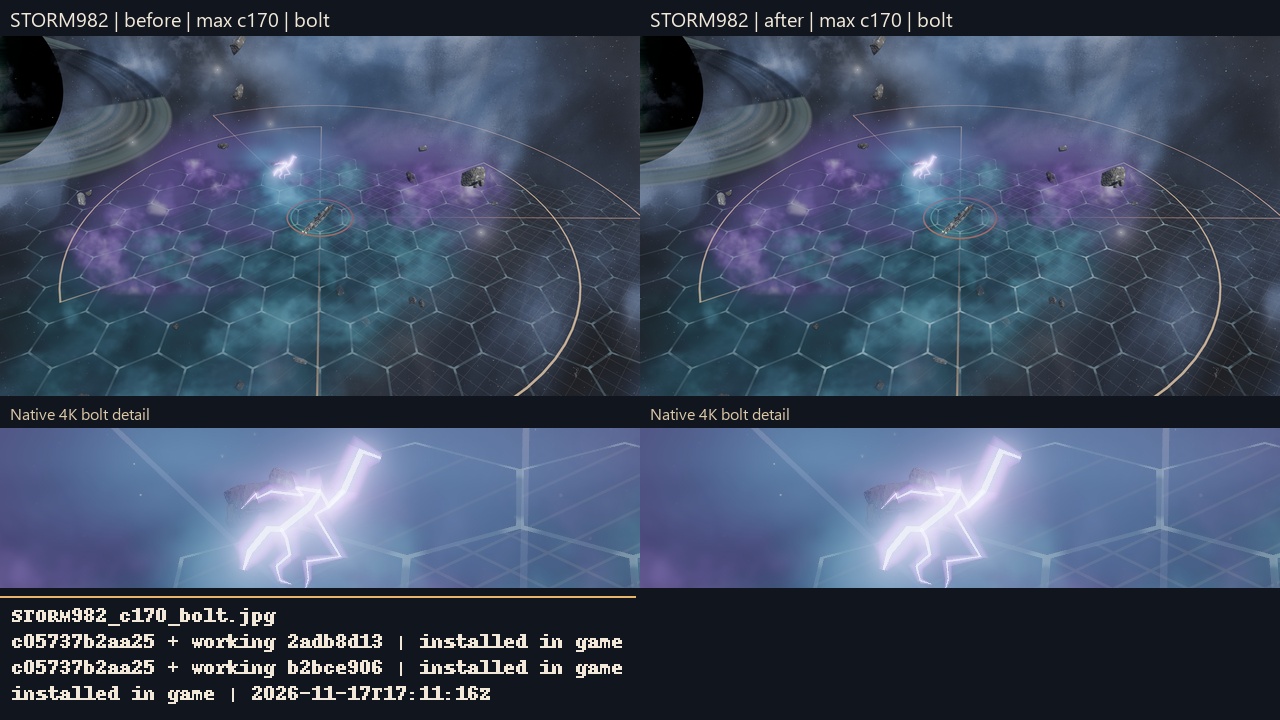 STORM982 | before | max c170 | bolt
STORM982 | after | max c170 | bolt
Native 4K bolt detail
Native 4K bolt detail
STORM982_c170_bolt.jpg
c05737b2aa25 + working 2adb8d13 | installed in game
c05737b2aa25 + working b2bce906 | installed in game
installed in game | 2026-11-17T17:11:16Z